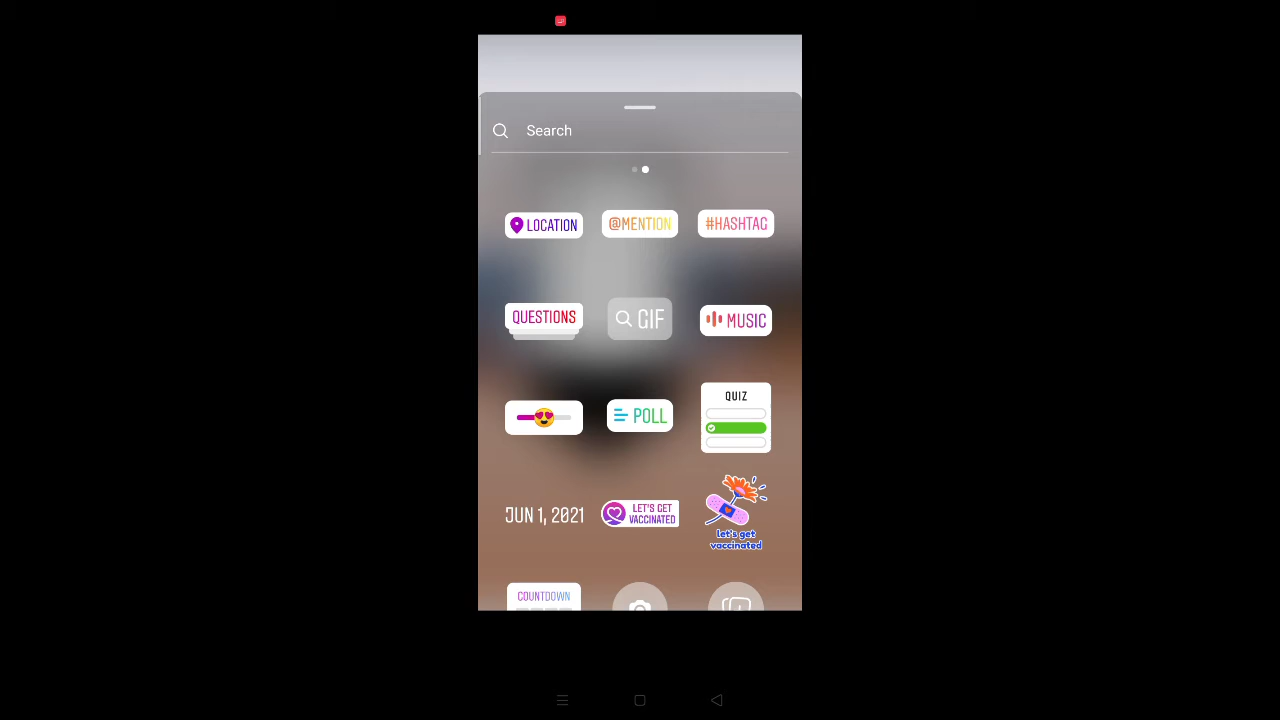 Search
LOCATION
@MENTION
#HASHTAG
QUESTIONS
GIF
MUSIC
POLL
QUIZ
JUN 1, 2021
LET'S GET
VACCINATED
let's get
vaccinated
COUNTDOWN